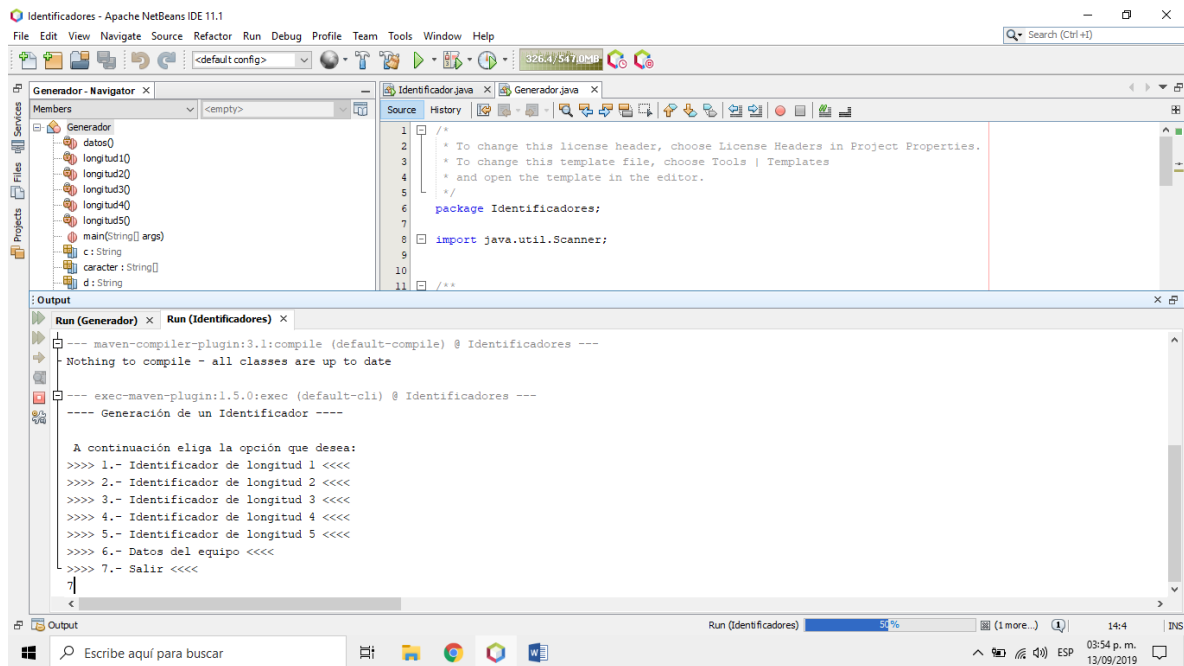 Identificadores - Apache NetBeans IDE 11.1
File Edit View Navigate Source Refactor Run Debug Profile Team Tools Window Help
Search (Ctrl+I)
<default config>
326.4/547.0MB
Generador - Navigator
Identificador.java
Generador.java
Members
<empty>
Source
History
Services
Files
Projects
Generador
datos()
longitud1()
longitud2()
longitud3()
longitud4()
longitud5()
main(String[] args)
c : String
caracter : String[]
d : String
1 /*
2 * To change this license header, choose License Headers in Project Properties.
3 * To change this template file, choose Tools | Templates
4 * and open the template in the editor.
5 */
6 package Identificadores;
7
8 import java.util.Scanner;
9
10
11 /**
Output
Run (Generador)
Run (Identificadores)
--- maven-compiler-plugin:3.1:compile (default-compile) @ Identificadores ---
Nothing to compile - all classes are up to date
--- exec-maven-plugin:1.5.0:exec (default-cli) @ Identificadores ---
---- Generación de un Identificador ----
A continuación eliga la opción que desea:
>>>> 1.- Identificador de longitud 1 <<<<
>>>> 2.- Identificador de longitud 2 <<<<
>>>> 3.- Identificador de longitud 3 <<<<
>>>> 4.- Identificador de longitud 4 <<<<
>>>> 5.- Identificador de longitud 5 <<<<
>>>> 6.- Datos del equipo <<<<
>>>> 7.- Salir <<<<
7
Output
Run (Identificadores)
50%
(1 more...)
1
14:4
INS
Escribe aquí para buscar
ESP
03:54 p. m.
13/09/2019